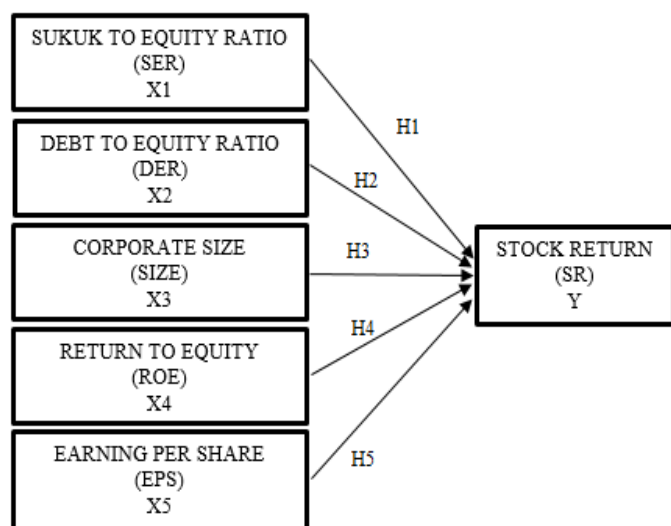 SUKUK TO EQUITY RATIO
(SER)
X1
H1
DEBT TO EQUITY RATIO
(DER)
X2
H2
CORPORATE SIZE
(SIZE)
X3
H3
STOCK RETURN
(SR)
Y
RETURN TO EQUITY
(ROE)
X4
H4
EARNING PER SHARE
(EPS)
X5
H5